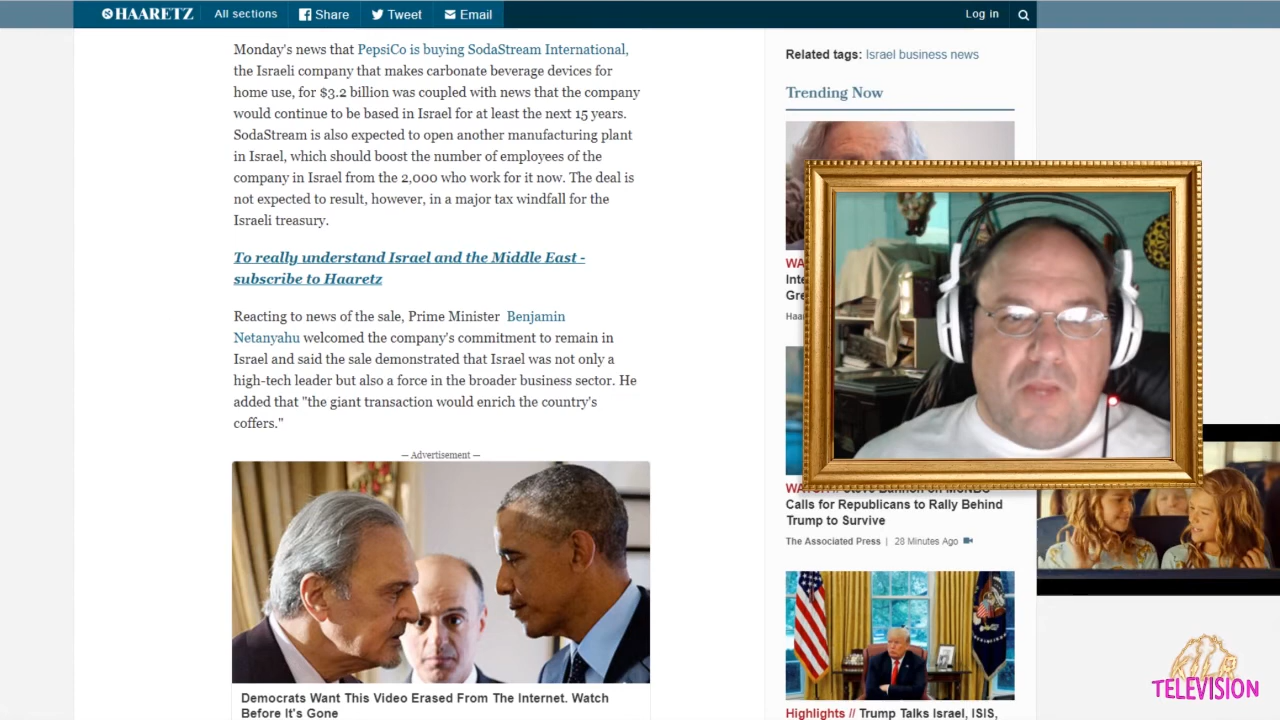 HAARETZ
All sections
Share
Tweet
Email
Log in
Monday's news that PepsiCo is buying SodaStream International,
the Israeli company that makes carbonate beverage devices for
home use, for $3.2 billion was coupled with news that the company
would continue to be based in Israel for at least the next 15 years.
SodaStream is also expected to open another manufacturing plant
in Israel, which should boost the number of employees of the
company in Israel from the 2,000 who work for it now. The deal is
not expected to result, however, in a major tax windfall for the
Israeli treasury.
To really understand Israel and the Middle East -
subscribe to Haaretz
Reacting to news of the sale, Prime Minister Benjamin
Netanyahu welcomed the company's commitment to remain in
Israel and said the sale demonstrated that Israel was not only a
high-tech leader but also a force in the broader business sector. He
added that "the giant transaction would enrich the country's
coffers."
— Advertisement —
Democrats Want This Video Erased From The Internet. Watch
Before It's Gone
Related tags: Israel business news
Trending Now
Calls for Republicans to Rally Behind
Trump to Survive
The Associated Press | 28 Minutes Ago
Highlights // Trump Talks Israel, ISIS,
TELEVISION